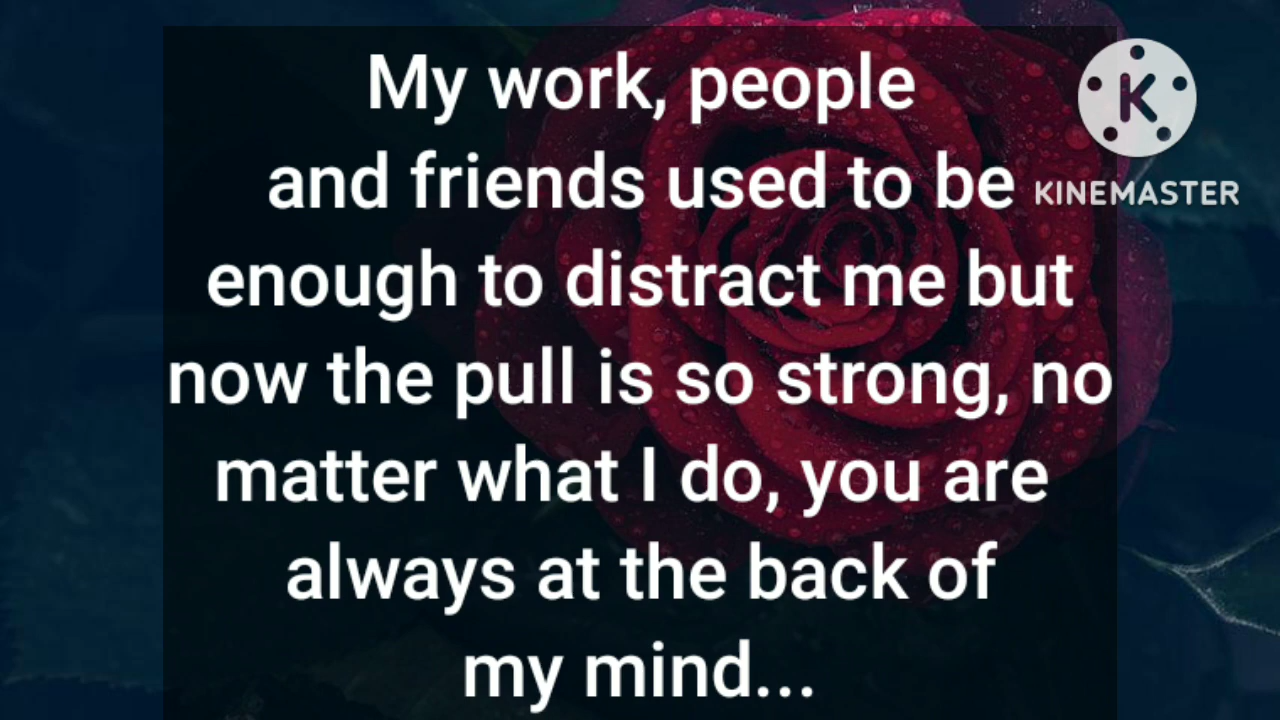 My work, people
and friends used to be
enough to distract me but
now the pull is so strong, no
matter what I do, you are
always at the back of
my mind...
K
KINEMASTER